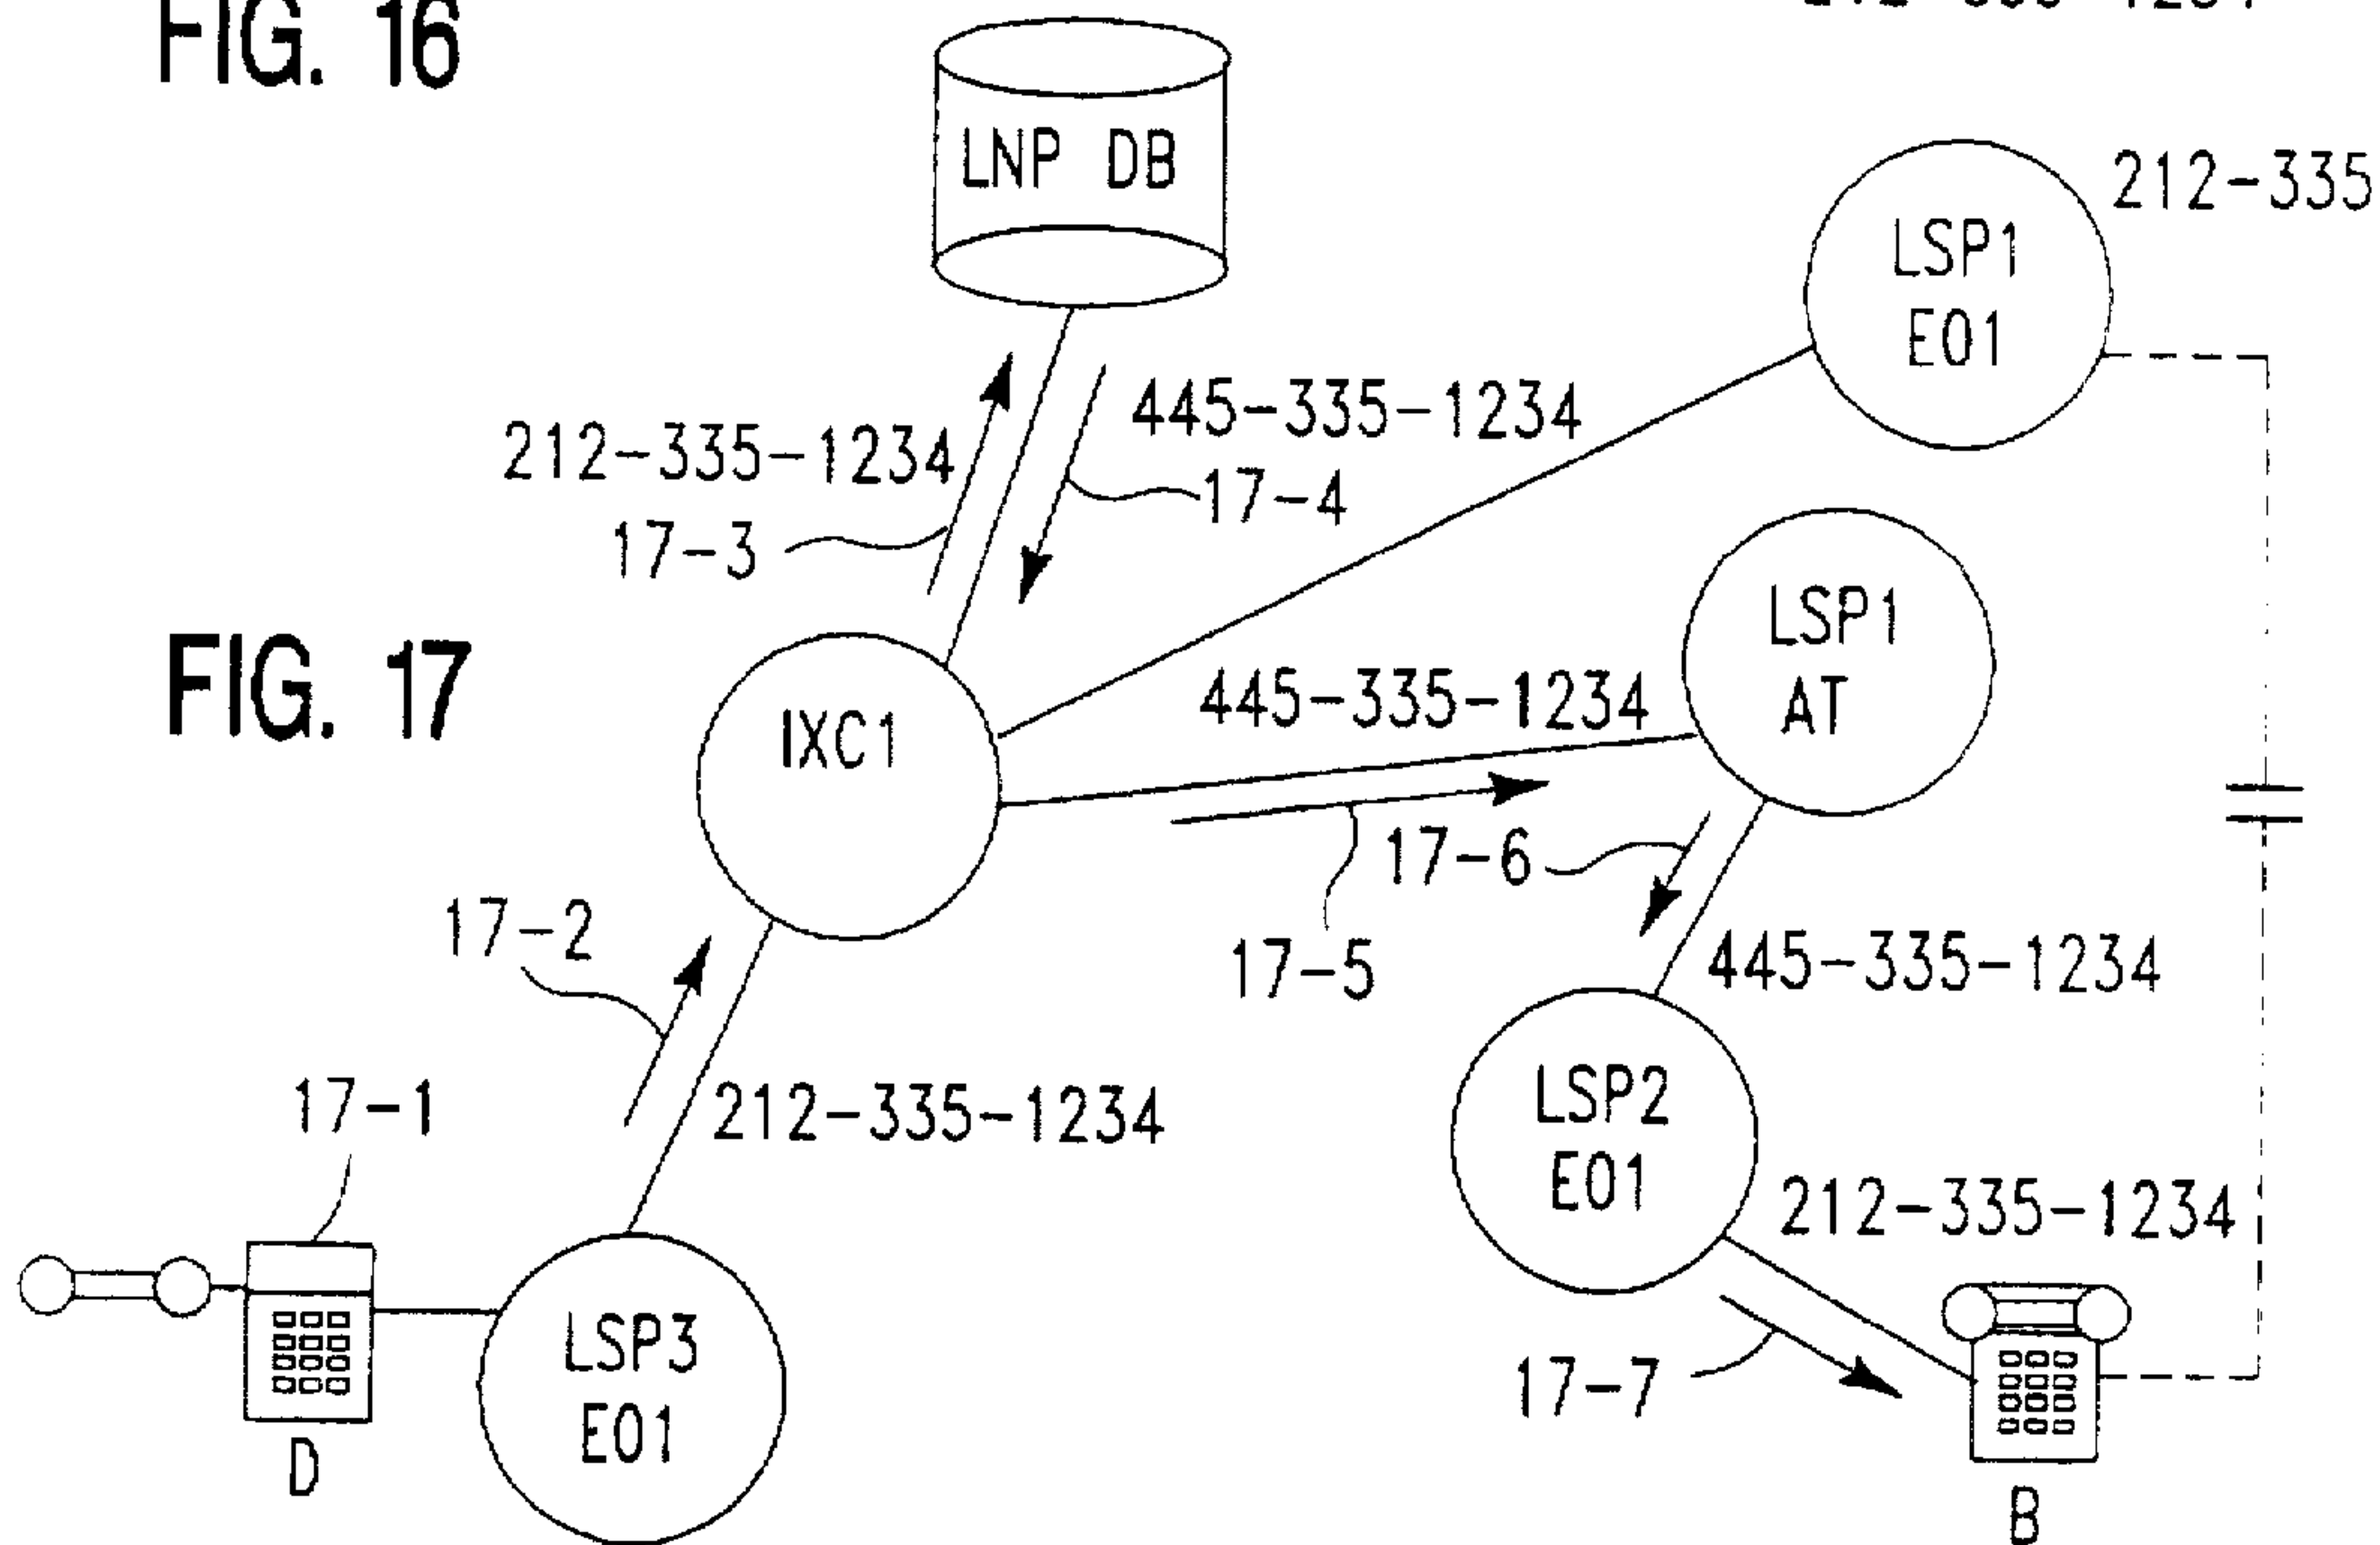 FIG. 16
LNP DB
212-335
LSP1
EO1
445-335-1234
212-335-1234
17-4
17-3
LSP1
AT
FIG. 17
445-335-1234
IXC1
17-6
17-2
17-5
445-335-1234
LSP2
EO1
17-1
212-335-1234
212-335-1234
LSP3
EO1
17-7
D
B